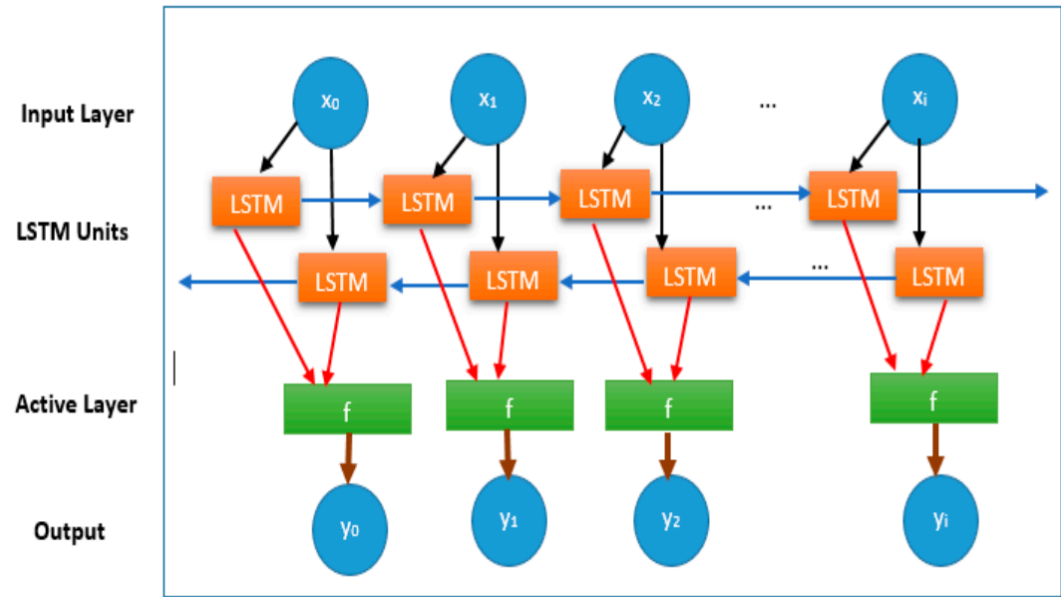 Input Layer x₀ x₁ x₂ ... xᵢ
LSTM LSTM LSTM ... LSTM
LSTM Units
LSTM LSTM LSTM ... LSTM
Active Layer f f f f
Output y₀ y₁ y₂ yᵢ